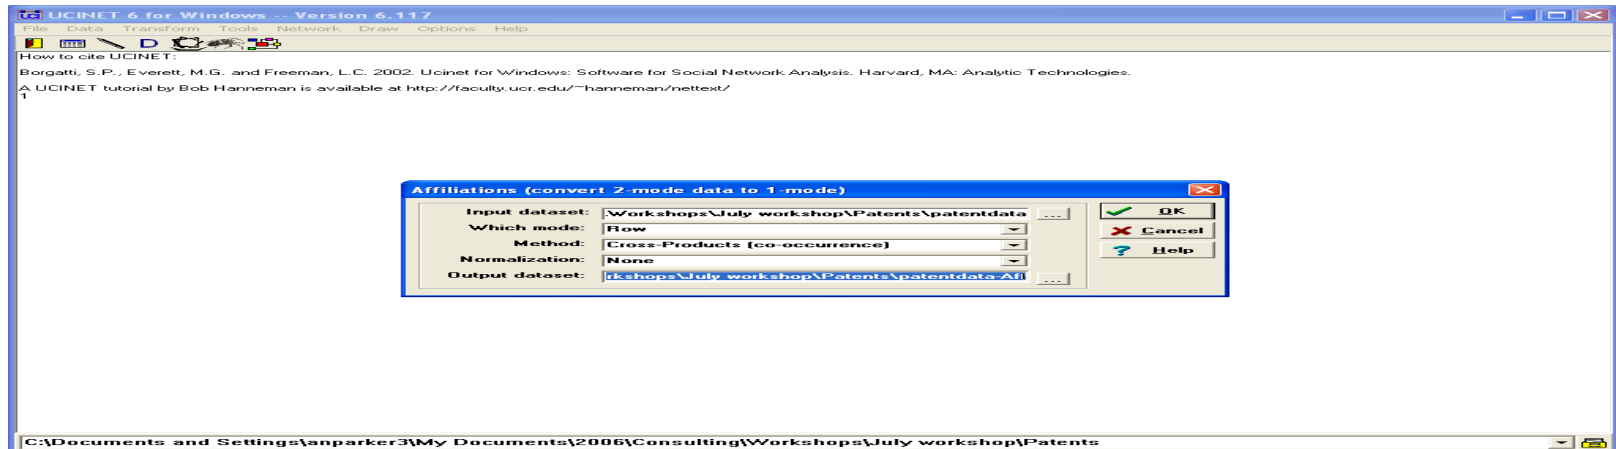 UCINET 6 for Windows -- Version 6.117
File Data Transform Tools Network Draw Options Help
D
How to cite UCINET:
Borgatti, S.P., Everett, M.G. and Freeman, L.C. 2002. Ucinet for Windows: Software for Social Network Analysis. Harvard, MA: Analytic Technologies.
A UCINET tutorial by Bob Hanneman is available at http://faculty.ucr.edu/~hanneman/nettext/
1
Affiliations (convert 2-mode data to 1-mode)
Input dataset: .Workshops\July workshop\Patents\patentdata ... OK
Which mode: Row Cancel
Method: Cross-Products (co-occurrence)
? Help
Normalization: None
Output dataset: rkshops\July workshop\Patents\patentdata-Afi ...
C:\Documents and Settings\anparker3\My Documents\2006\Consulting\Workshops\July workshop\Patents